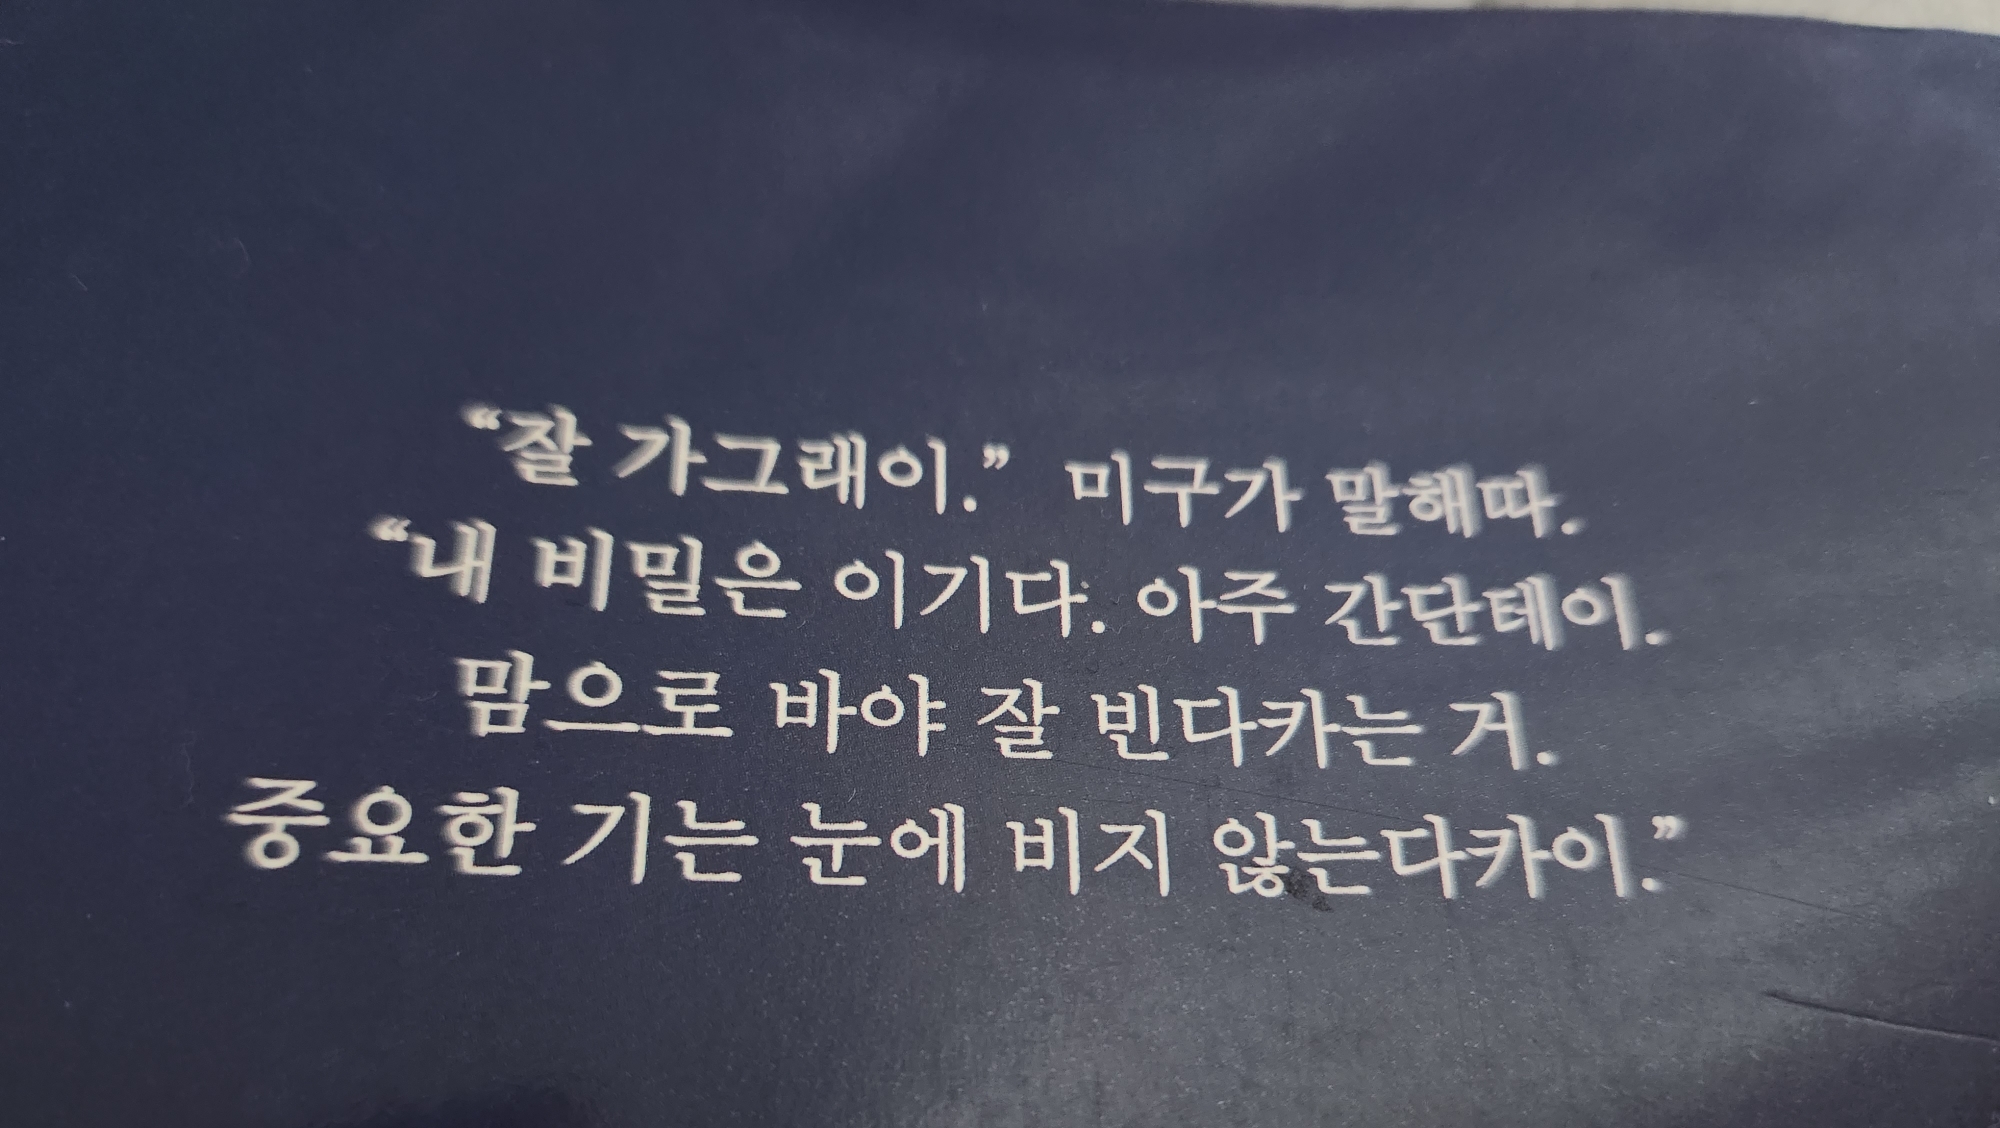 “잘 가그래이.” 미구가 말해따.
“내 비밀은 이기다. 아주 간단테이.
맘으로 바야 잘 빈다카는 거.
중요한 기는 눈에 비지 않는다카이.”